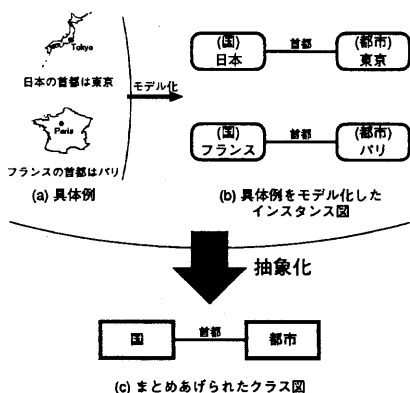 Tokyo
日本の首都は東京
Paris
フランスの首都はパリ
(a) 具体例
モデル化
(国)
日本
首都
(都市)
東京
(国)
フランス
首都
(都市)
パリ
(b) 具体例をモデル化した
インスタンス図
抽象化
国
首都
都市
(c) まとめあげられたクラス図